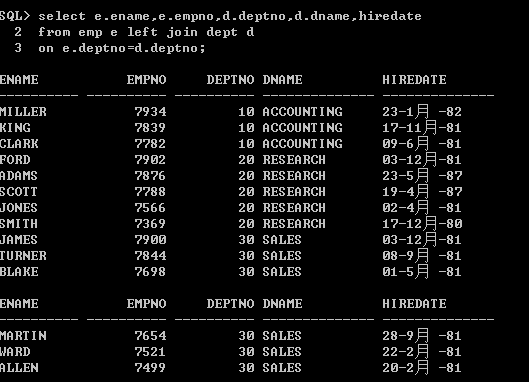 SQL> select e.ename,e.empno,d.deptno,d.dname,hiredate
2 from emp e left join dept d
3 on e.deptno=d.deptno;
ENAME EMPNO DEPTNO DNAME HIREDATE
---------- ---------- ---------- -------------- --------------
MILLER 7934 10 ACCOUNTING 23-1月 -82
KING 7839 10 ACCOUNTING 17-11月-81
CLARK 7782 10 ACCOUNTING 09-6月 -81
FORD 7902 20 RESEARCH 03-12月-81
ADAMS 7876 20 RESEARCH 23-5月 -87
SCOTT 7788 20 RESEARCH 19-4月 -87
JONES 7566 20 RESEARCH 02-4月 -81
SMITH 7369 20 RESEARCH 17-12月-80
JAMES 7900 30 SALES 03-12月-81
TURNER 7844 30 SALES 08-9月 -81
BLAKE 7698 30 SALES 01-5月 -81
ENAME EMPNO DEPTNO DNAME HIREDATE
---------- ---------- ---------- -------------- --------------
MARTIN 7654 30 SALES 28-9月 -81
WARD 7521 30 SALES 22-2月 -81
ALLEN 7499 30 SALES 20-2月 -81